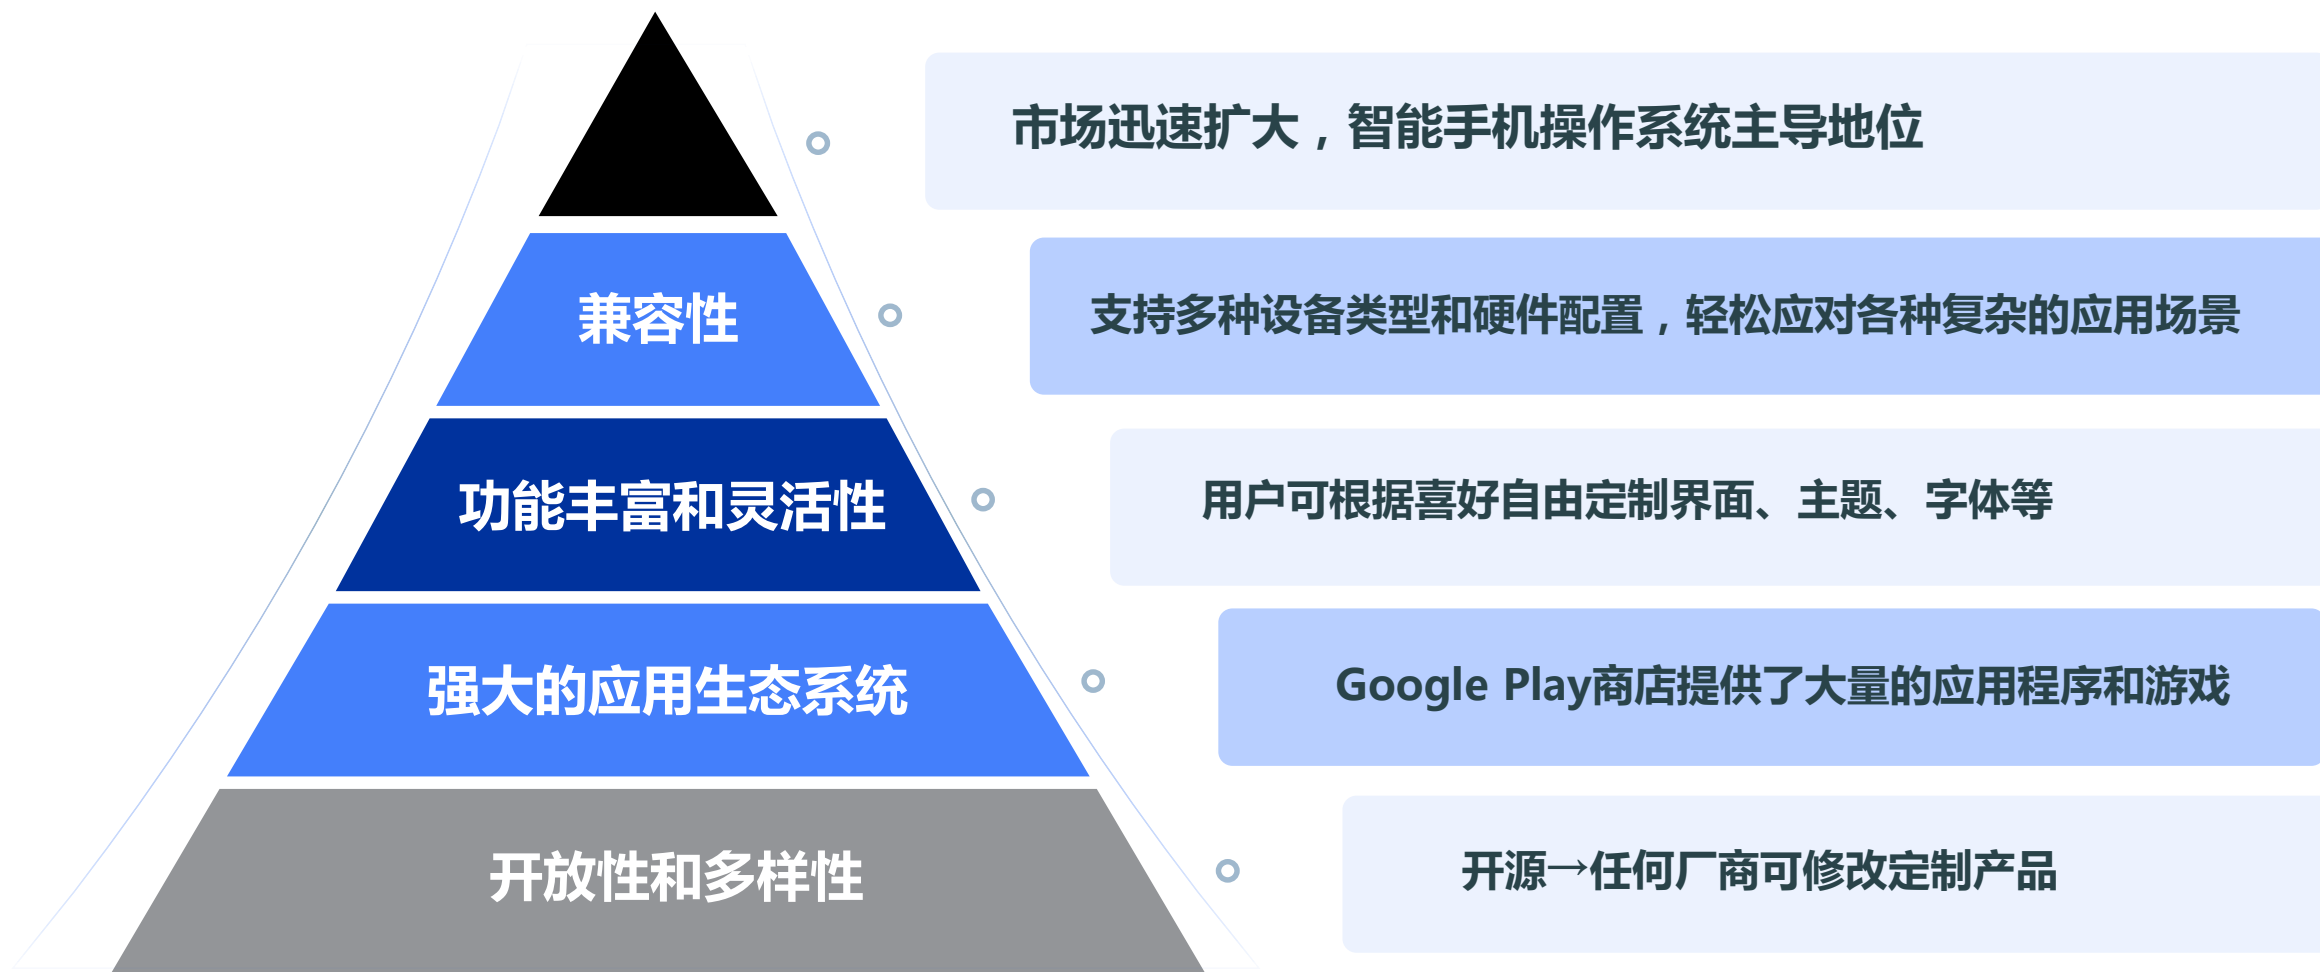 市场迅速扩大，智能手机操作系统主导地位
兼容性
支持多种设备类型和硬件配置，轻松应对各种复杂的应用场景
功能丰富和灵活性
用户可根据喜好自由定制界面、主题、字体等
强大的应用生态系统
Google Play商店提供了大量的应用程序和游戏
开放性和多样性
开源→任何厂商可修改定制产品